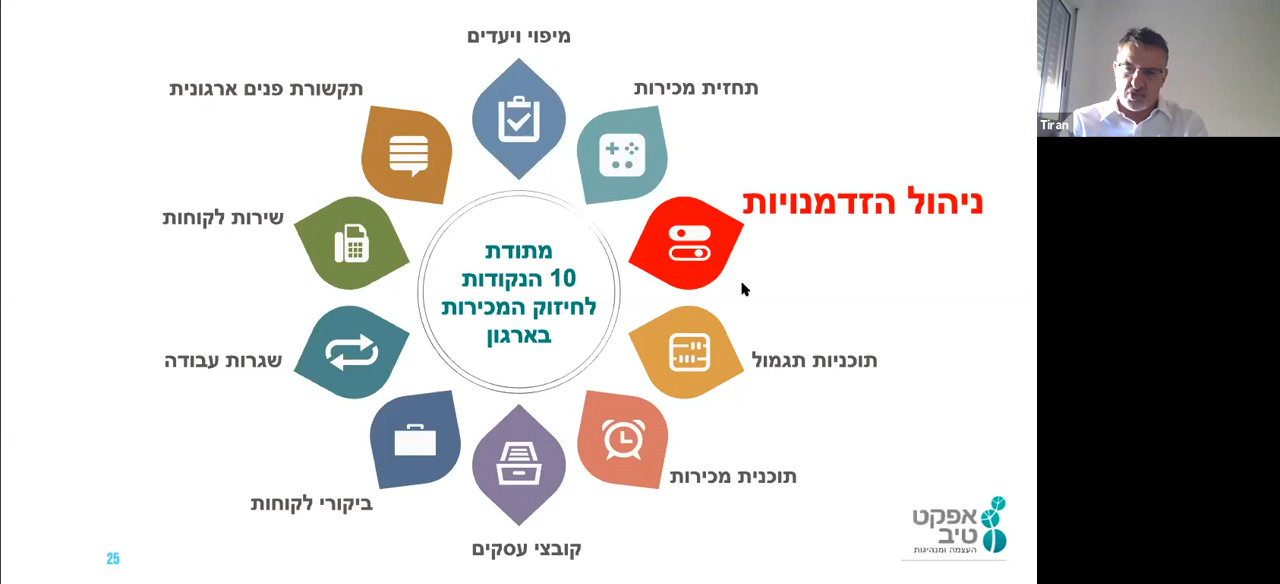 מיפוי ויעדים
תחזית מכירות
ניהול הזדמנויות
תוכניות תגמול
תוכנית מכירות
קובצי עסקים
ביקורי לקוחות
שגרות עבודה
שירות לקוחות
תקשורת פנים ארגונית
מתודת
10 הנקודות
לחיזוק המכירות
בארגון
אפקט
טיב
העצמה ומנהיגות
25
Tiran